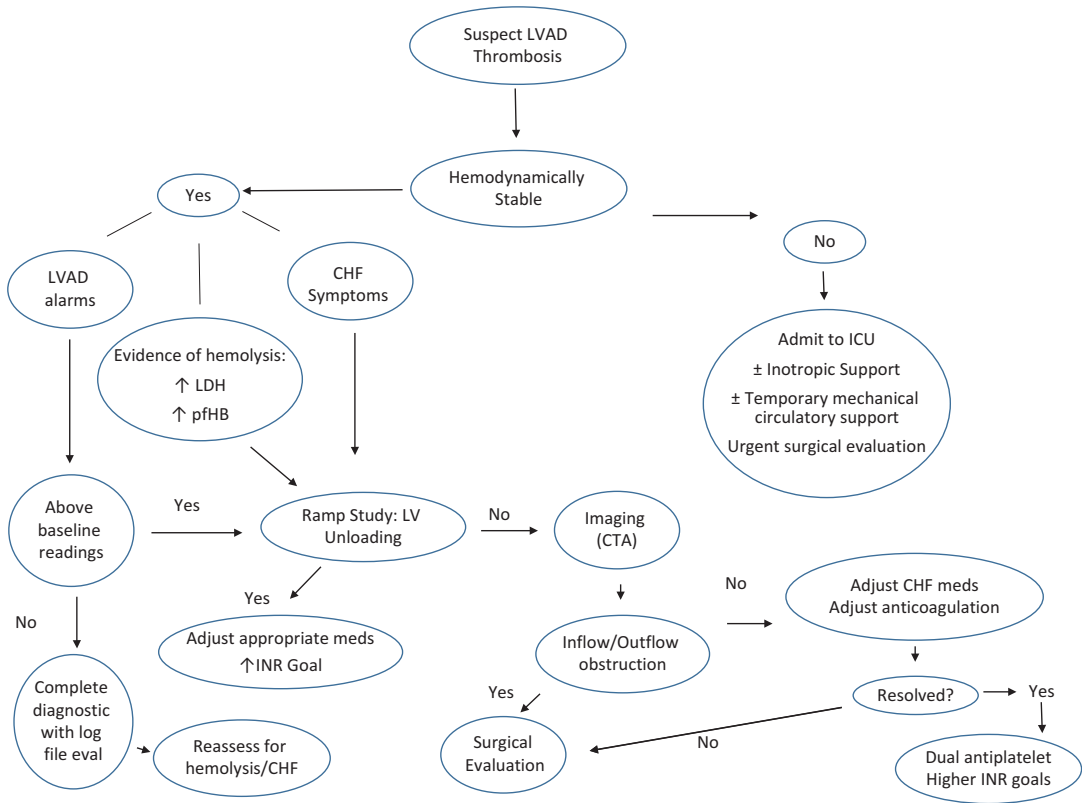 Suspect LVAD
Thrombosis
Hemodynamically
Stable
Yes
No
LVAD
alarms
CHF
Symptoms
Evidence of hemolysis:
↑ LDH
↑ pfHB
Admit to ICU
± Inotropic Support
± Temporary mechanical
circulatory support
Urgent surgical evaluation
Above
baseline
readings
Yes
Ramp Study: LV
Unloading
No
Imaging
(CTA)
No
Adjust CHF meds
Adjust anticoagulation
No
Yes
Adjust appropriate meds
↑INR Goal
Inflow/Outflow
obstruction
Complete
diagnostic
with log
file eval
Reassess for
hemolysis/CHF
Yes
Surgical
Evaluation
No
Resolved?
Yes
Dual antiplatelet
Higher INR goals